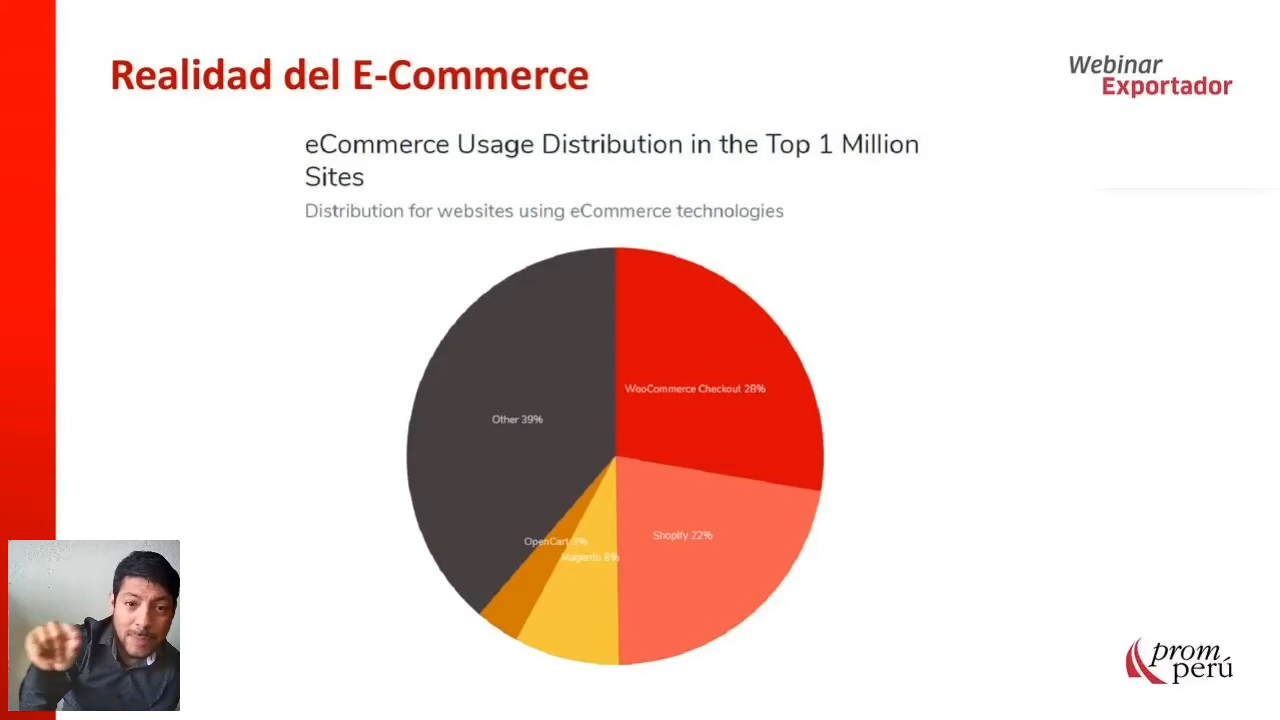 Realidad del E-Commerce
Webinar
Exportador
eCommerce Usage Distribution in the Top 1 Million
Sites
Distribution for websites using eCommerce technologies
WooCommerce Checkout 28%
Other 39%
Shopify 22%
OpenCart
Magento 8%
prom
perú